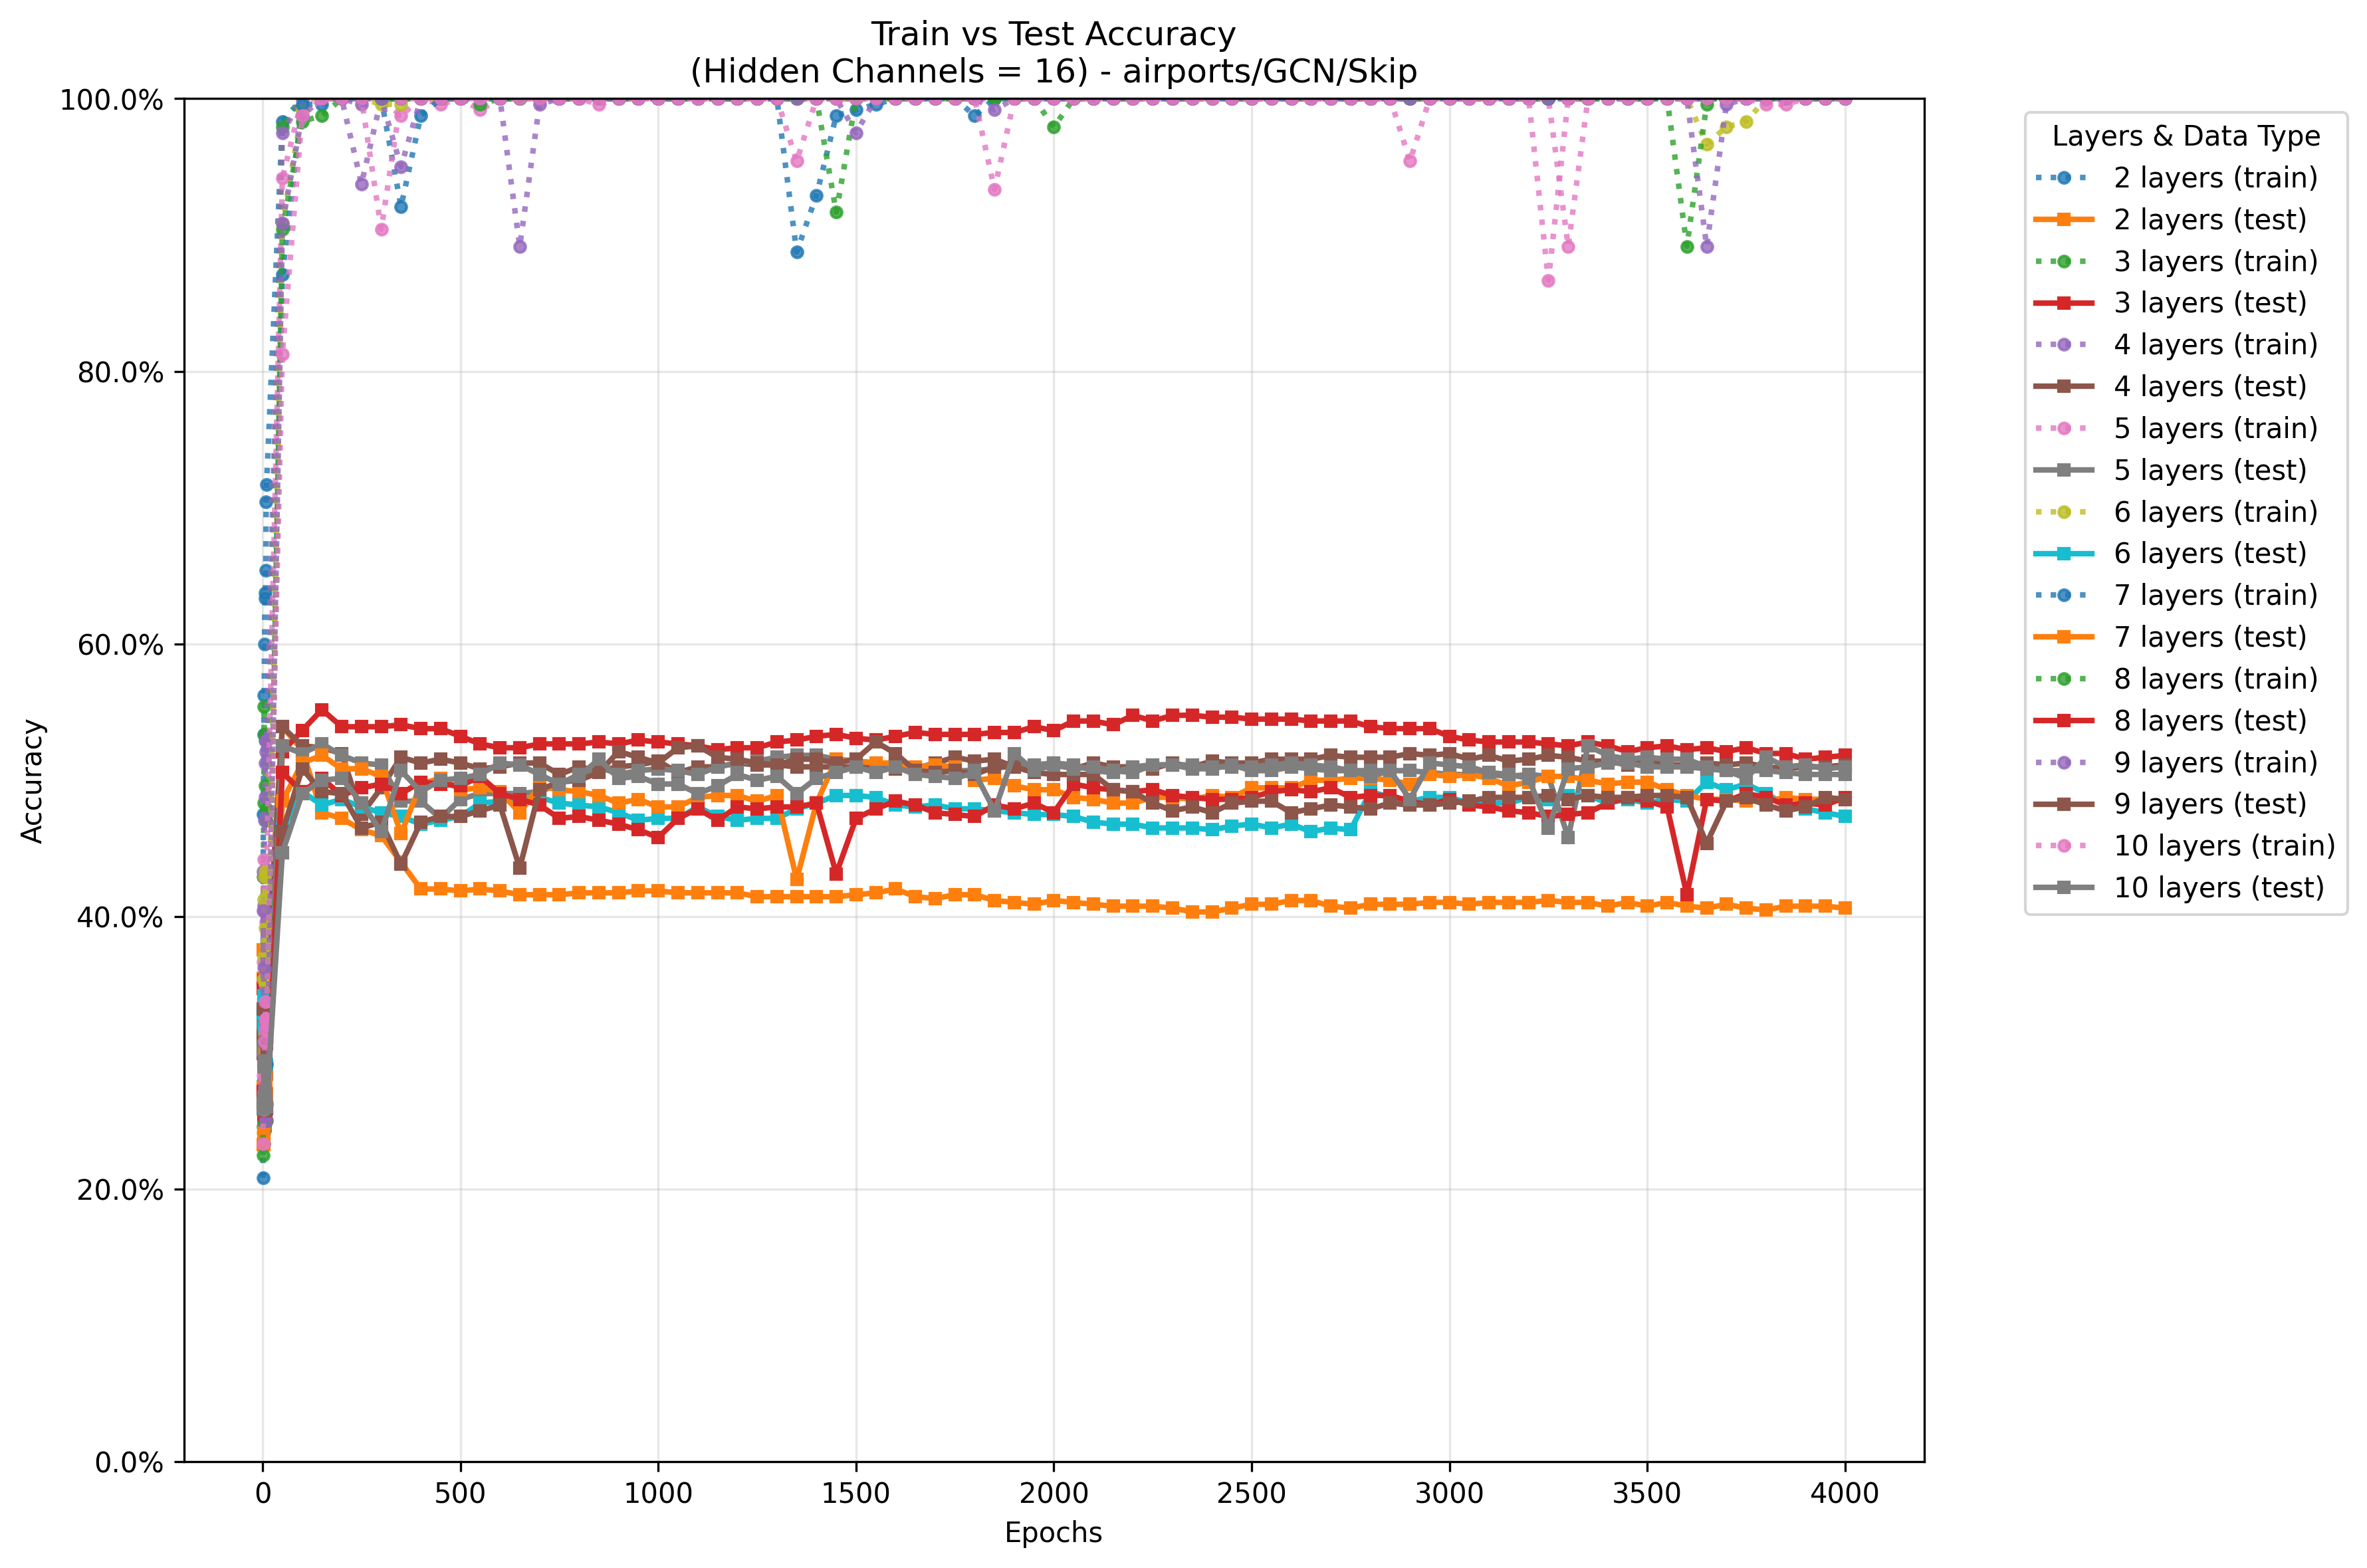 Train vs Test Accuracy
(Hidden Channels = 16) - airports/GCN/Skip
100.0%
80.0%
60.0%
40.0%
20.0%
0.0%
Accuracy
0
500
1000
1500
2000
2500
3000
3500
4000
Epochs
Layers & Data Type
2 layers (train)
2 layers (test)
3 layers (train)
3 layers (test)
4 layers (train)
4 layers (test)
5 layers (train)
5 layers (test)
6 layers (train)
6 layers (test)
7 layers (train)
7 layers (test)
8 layers (train)
8 layers (test)
9 layers (train)
9 layers (test)
10 layers (train)
10 layers (test)